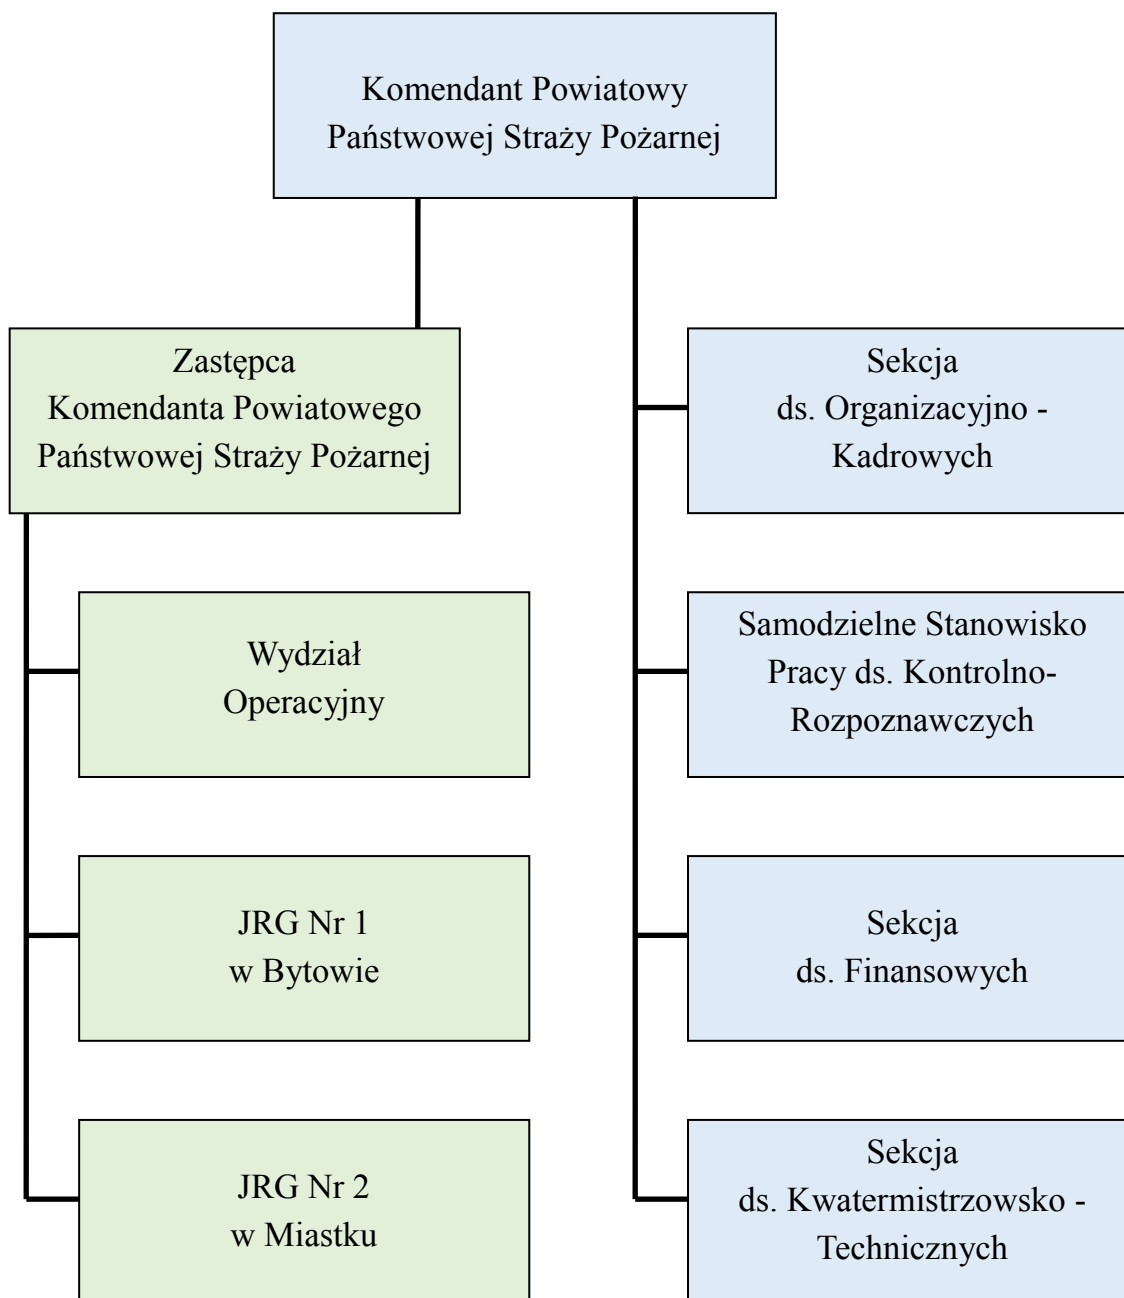 Komendant Powiatowy
Państwowej Straży Pożarnej
Zastępca
Komendanta Powiatowego
Państwowej Straży Pożarnej
Wydział
Operacyjny
JRG Nr 1
w Bytowie
JRG Nr 2
w Miastku
Sekcja
ds. Organizacyjno -
Kadrowych
Samodzielne Stanowisko
Pracy ds. Kontrolno-
Rozpoznawczych
Sekcja
ds. Finansowych
Sekcja
ds. Kwatermistrzowsko -
Technicznych